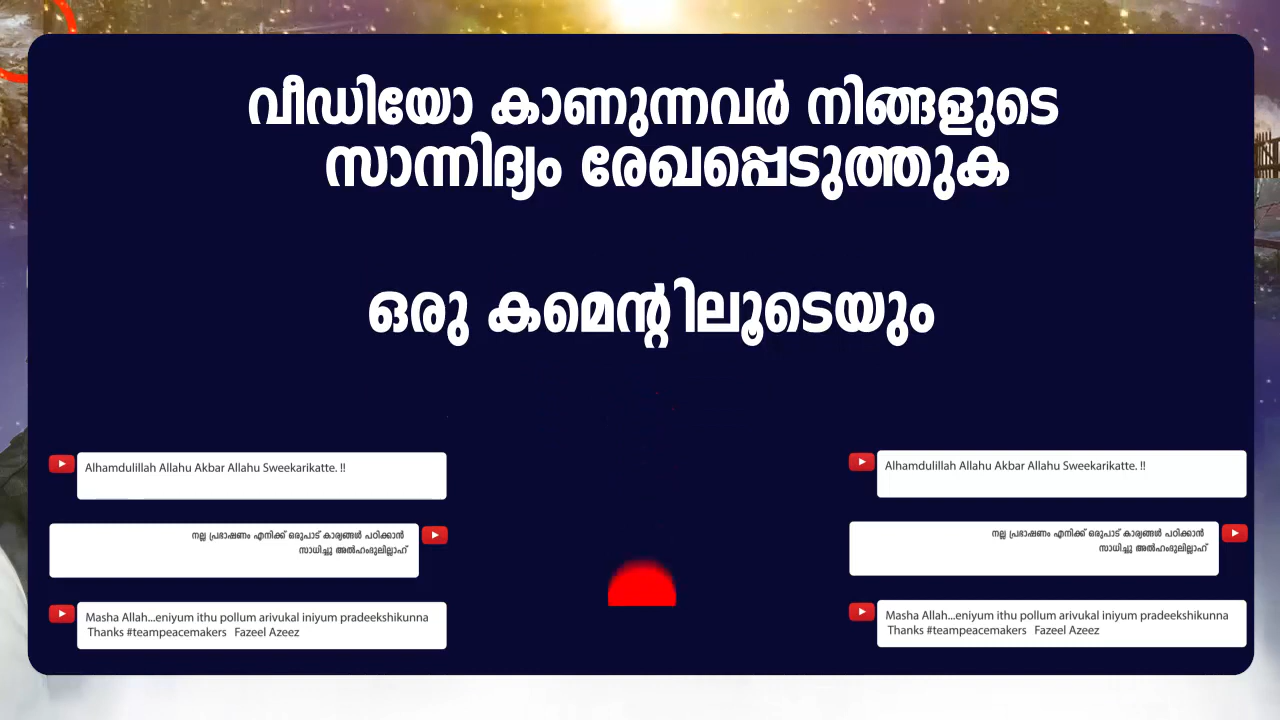 വീഡിയോ കാണുന്നവർ നിങ്ങളുടെ
സാന്നിദ്യം രേഖപ്പെടുത്തുക
ഒരു കമെന്റിലൂടെയും
Alhamdulillah Allahu Akbar Allahu Sweekarikatte. !!
നല്ല പ്രഭാഷണം എനിക്ക് ഒരുപാട് കാര്യങ്ങൾ പഠിക്കാൻ
സാധിച്ചു അൽഹംദുലില്ലാഹ്
Masha Allah...eniyum ithu pollum arivukal iniyum pradeekshikunna
Thanks #teampeacemakers Fazeel Azeez
Alhamdulillah Allahu Akbar Allahu Sweekarikatte. !!
നല്ല പ്രഭാഷണം എനിക്ക് ഒരുപാട് കാര്യങ്ങൾ പഠിക്കാൻ
സാധിച്ചു അൽഹംദുലില്ലാഹ്
Masha Allah...eniyum ithu pollum arivukal iniyum pradeekshikunna
Thanks #teampeacemakers Fazeel Azeez